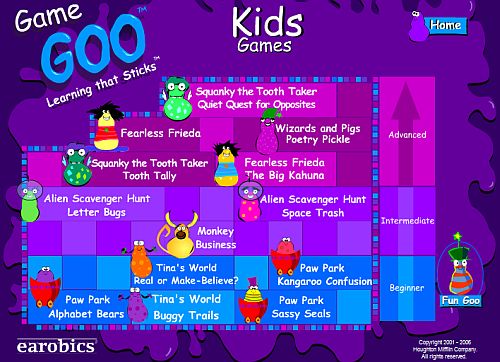 Game
GOO™
Learning that Sticks™
Kids
Games
Home
Squanky the Tooth Taker
Quiet Quest for Opposites
Fearless Frieda
Wizards and Pigs
Poetry Pickle
Advanced
Squanky the Tooth Taker
Tooth Tally
Fearless Frieda
The Big Kahuna
Alien Scavenger Hunt
Letter Bugs
Alien Scavenger Hunt
Space Trash
Intermediate
Monkey
Business
Tina's World
Real or Make-Believe?
Paw Park
Kangaroo Confusion
Beginner
Paw Park
Alphabet Bears
Tina's World
Buggy Trails
Paw Park
Sassy Seals
Fun Goo
earobics®
Copyright 2001 - 2006
Houghton Mifflin Company.
All rights reserved.